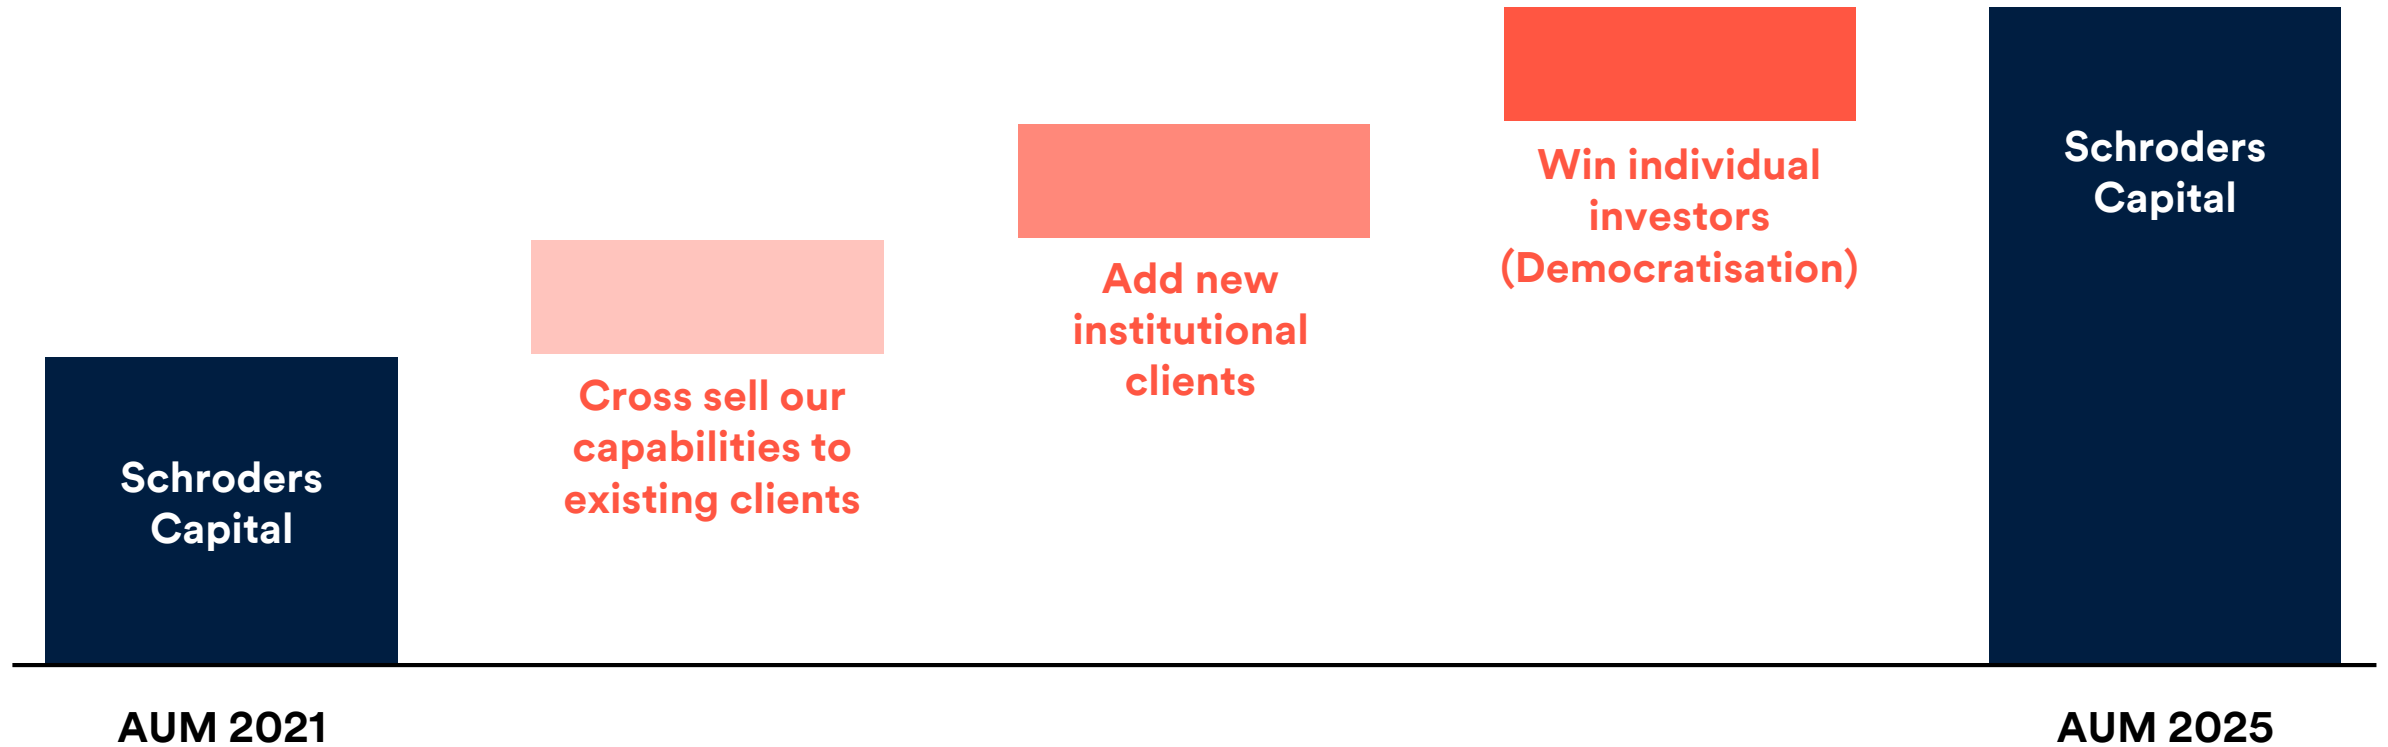 Schroders
Capital
Cross sell our
capabilities to
existing clients
Add new
institutional
clients
Win individual
investors
(Democratisation)
Schroders
Capital
AUM 2021
AUM 2025